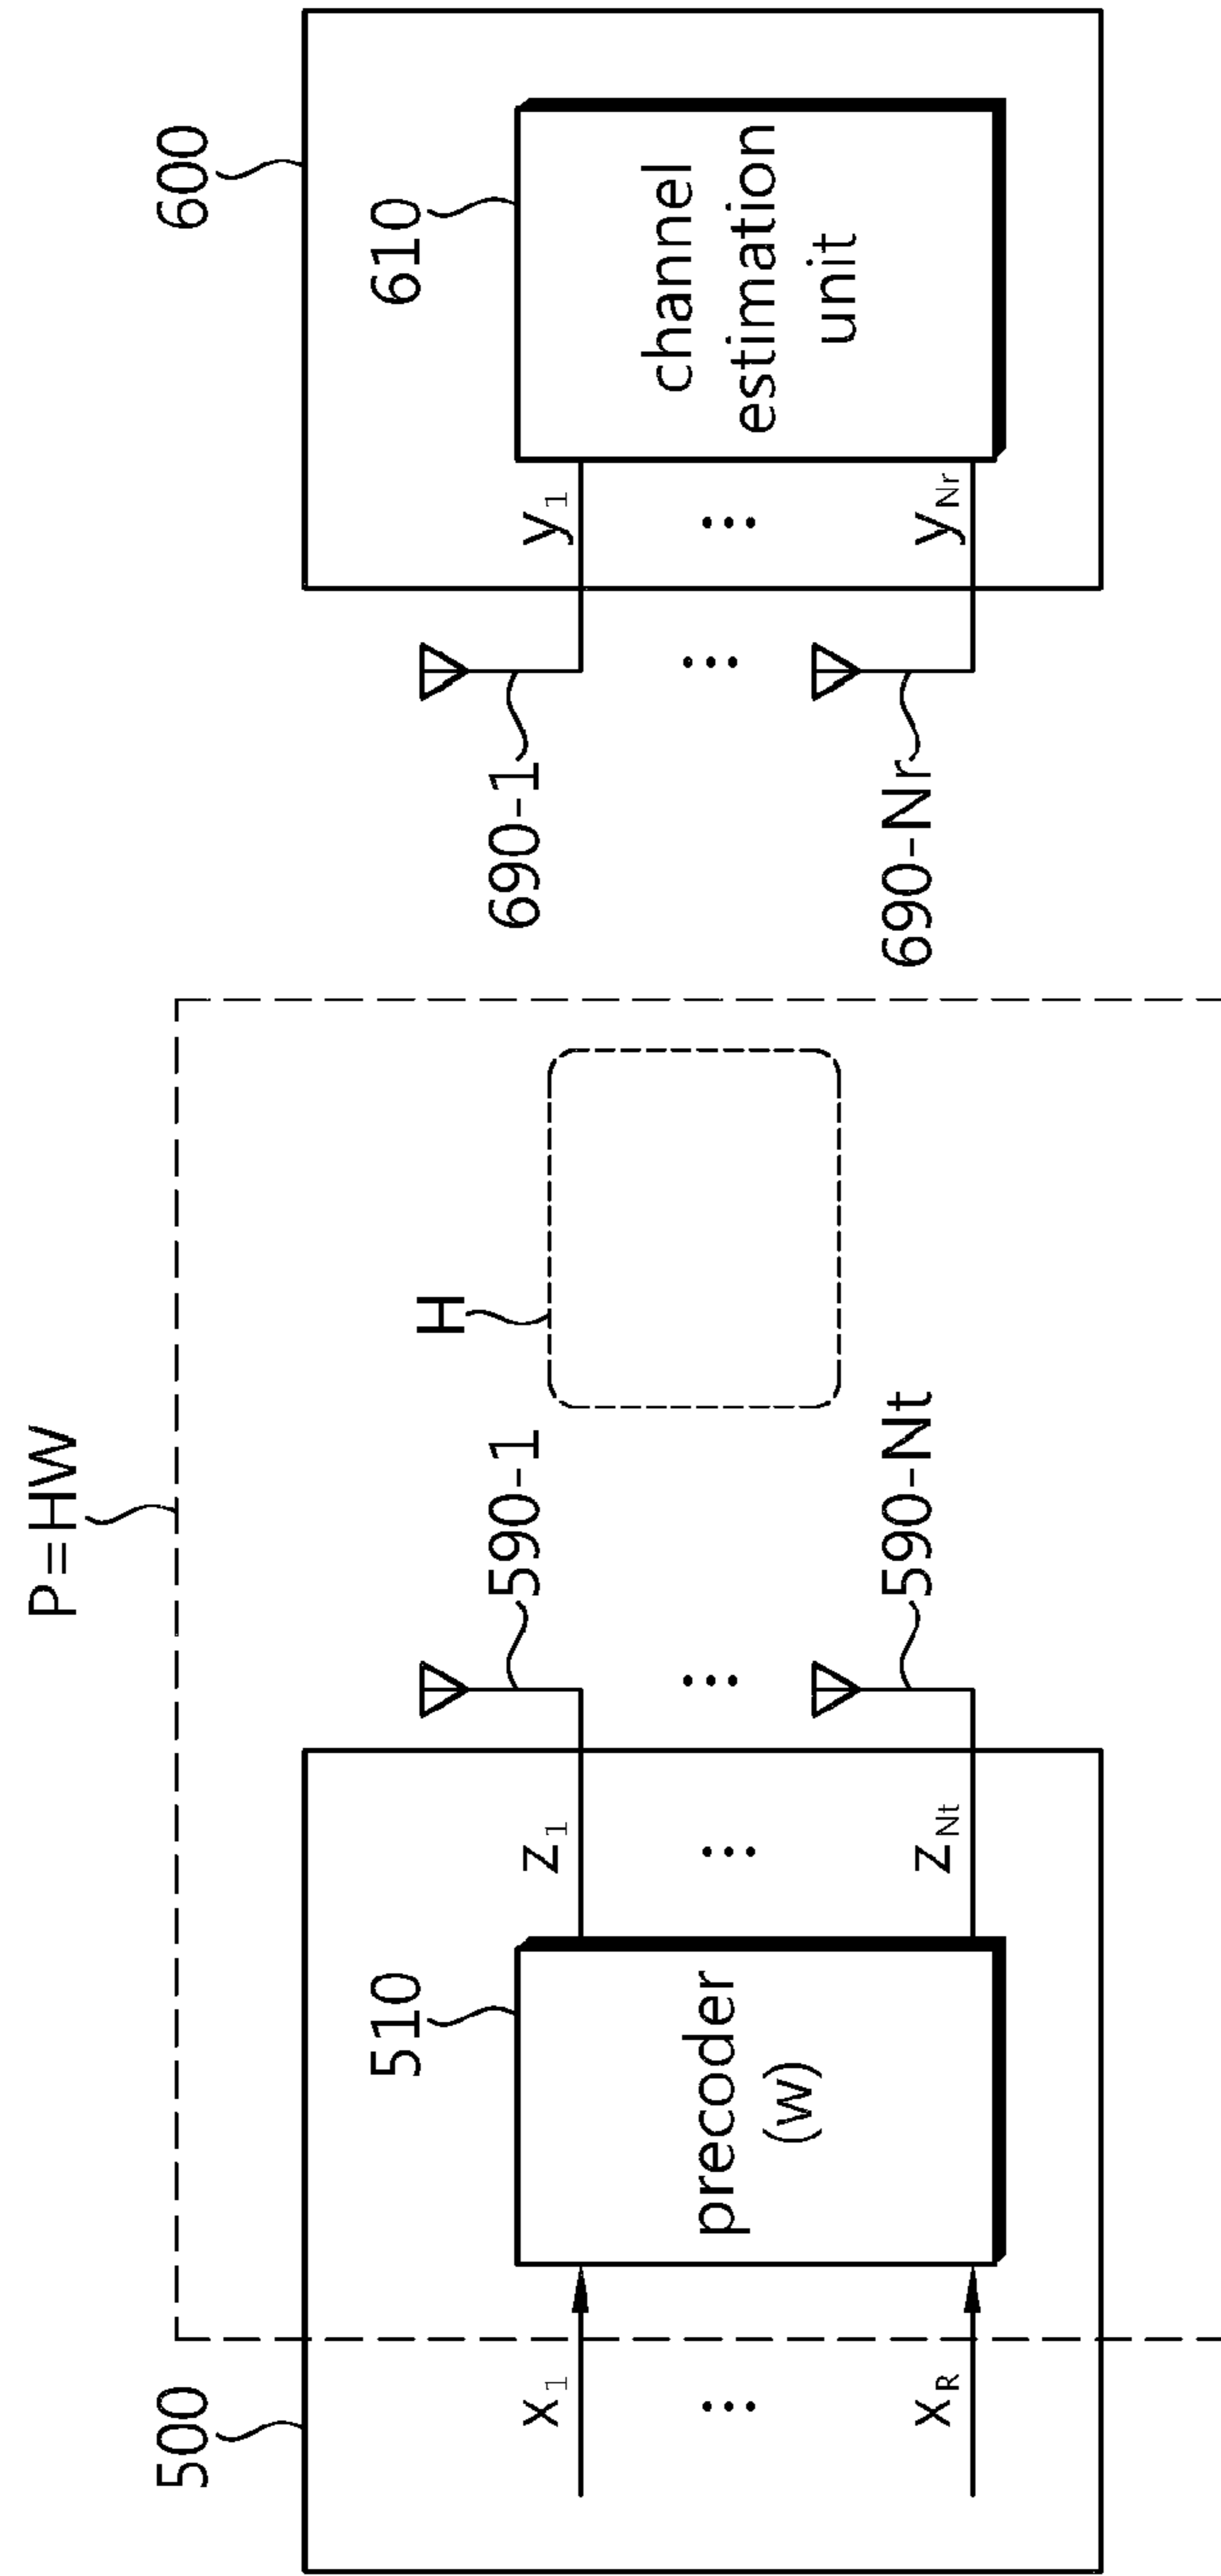 P=HW
500
510
precoder
(W)
x1
⋮
xR
z1
⋮
zNt
590-1
⋮
590-Nt
H
690-1
⋮
690-Nr
600
610
y1
⋮
yNr
channel
estimation
unit